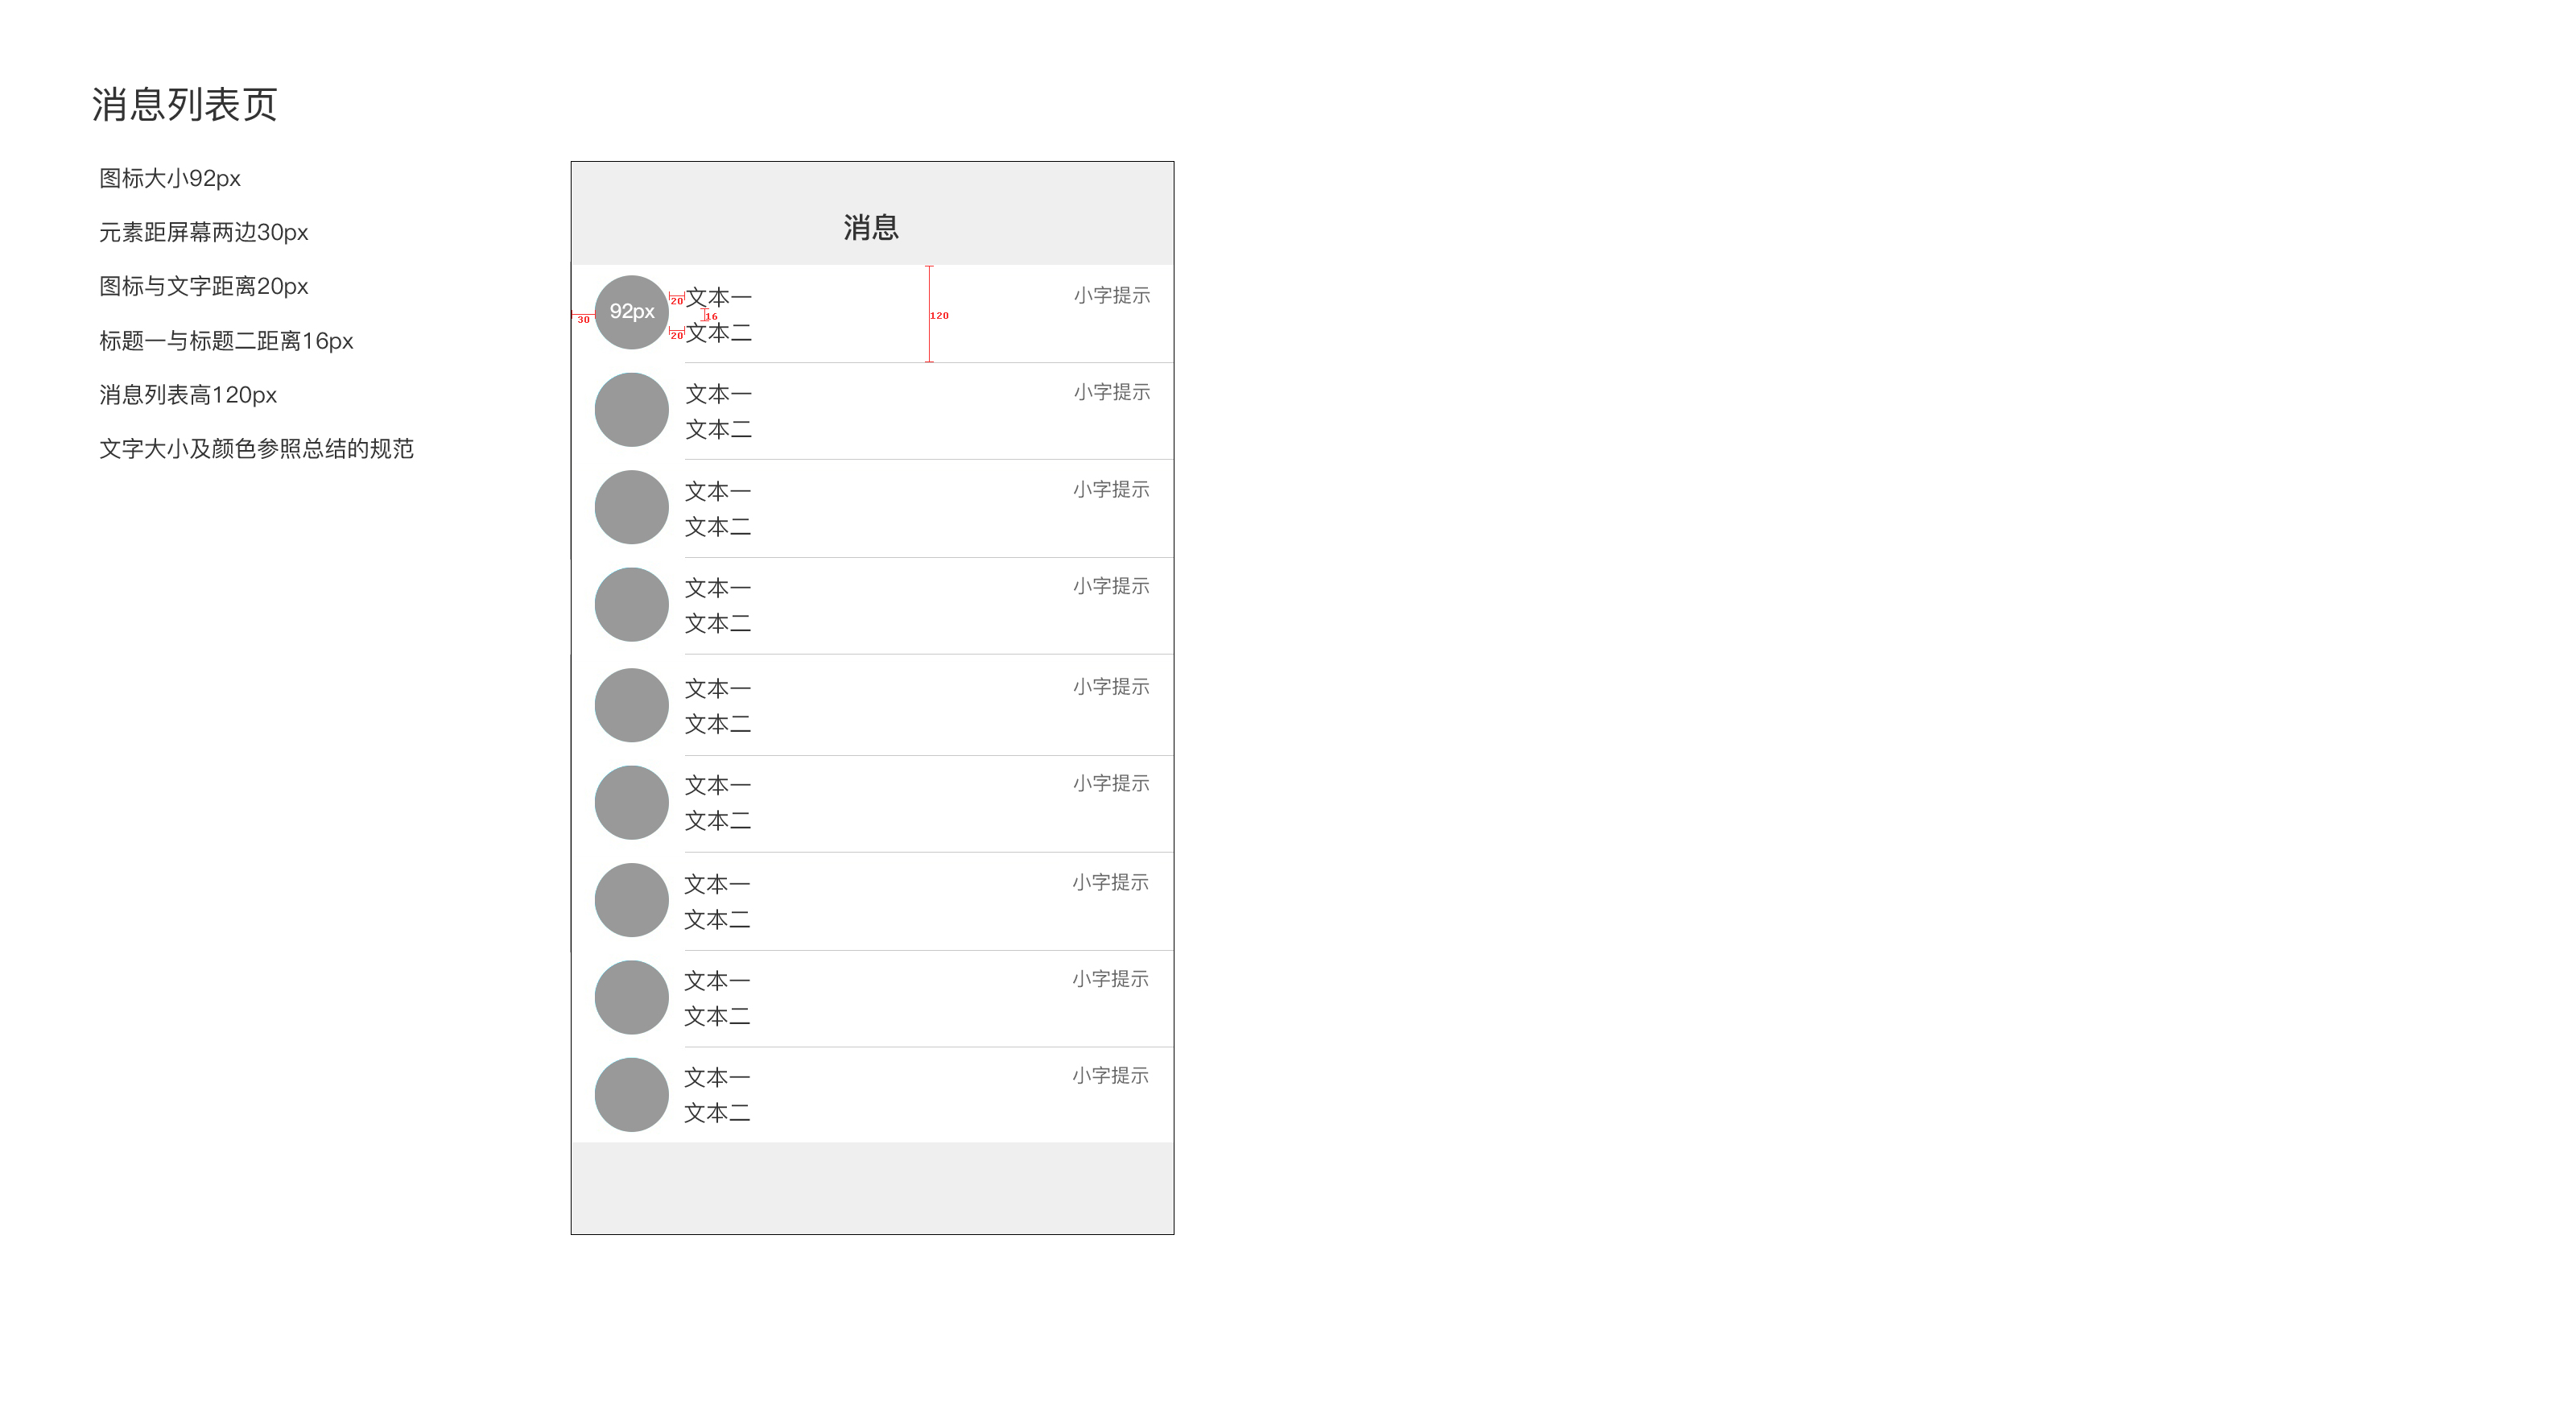 消息列表页
图标大小92px
元素距屏幕两边30px
图标与文字距离20px
标题一与标题二距离16px
消息列表高120px
文字大小及颜色参照总结的规范
消息
30
92px
20
文本一
16
20
文本二
120
小字提示
文本一
小字提示
文本二
文本一
小字提示
文本二
文本一
小字提示
文本二
文本一
小字提示
文本二
文本一
小字提示
文本二
文本一
小字提示
文本二
文本一
小字提示
文本二
文本一
小字提示
文本二